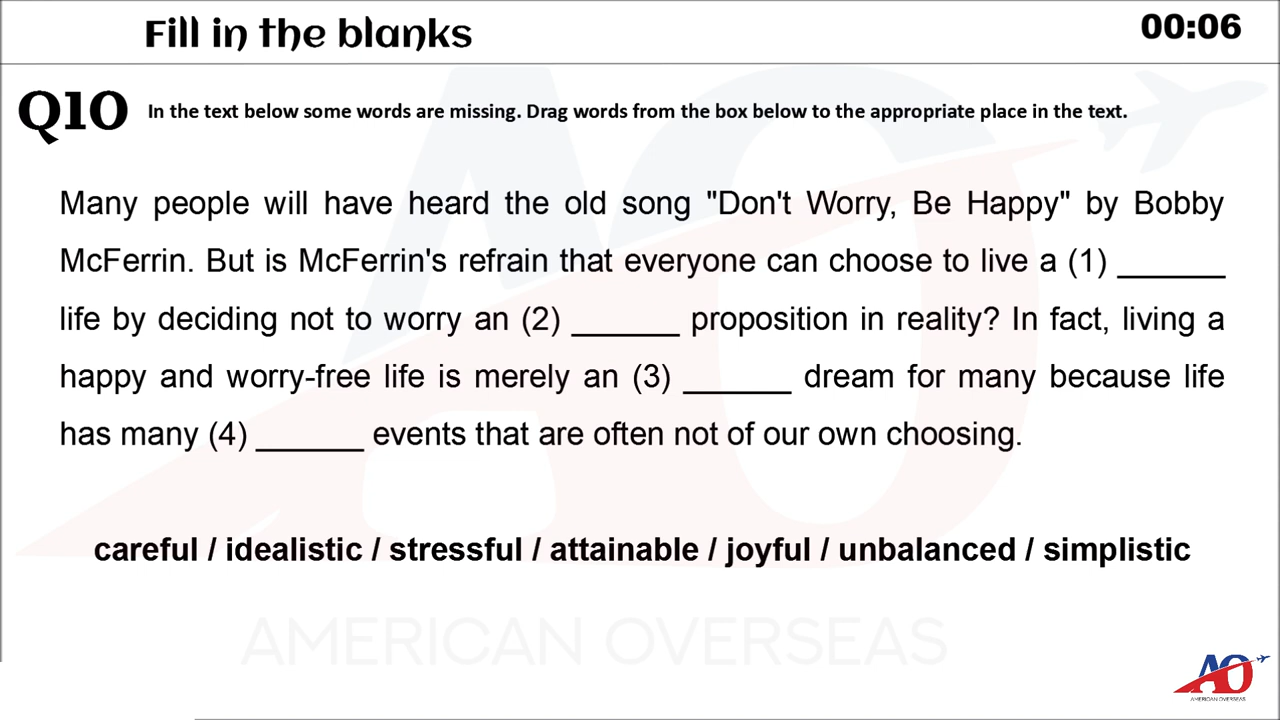 Fill in the blanks
00:06
Q10 In the text below some words are missing. Drag words from the box below to the appropriate place in the text.
Many people will have heard the old song "Don't Worry, Be Happy" by Bobby
McFerrin. But is McFerrin's refrain that everyone can choose to live a (1) ______
life by deciding not to worry an (2) ______ proposition in reality? In fact, living a
happy and worry-free life is merely an (3) ______ dream for many because life
has many (4) ______ events that are often not of our own choosing.
careful / idealistic / stressful / attainable / joyful / unbalanced / simplistic
AMERICAN OVERSEAS
AO
AMERICAN OVERSEAS